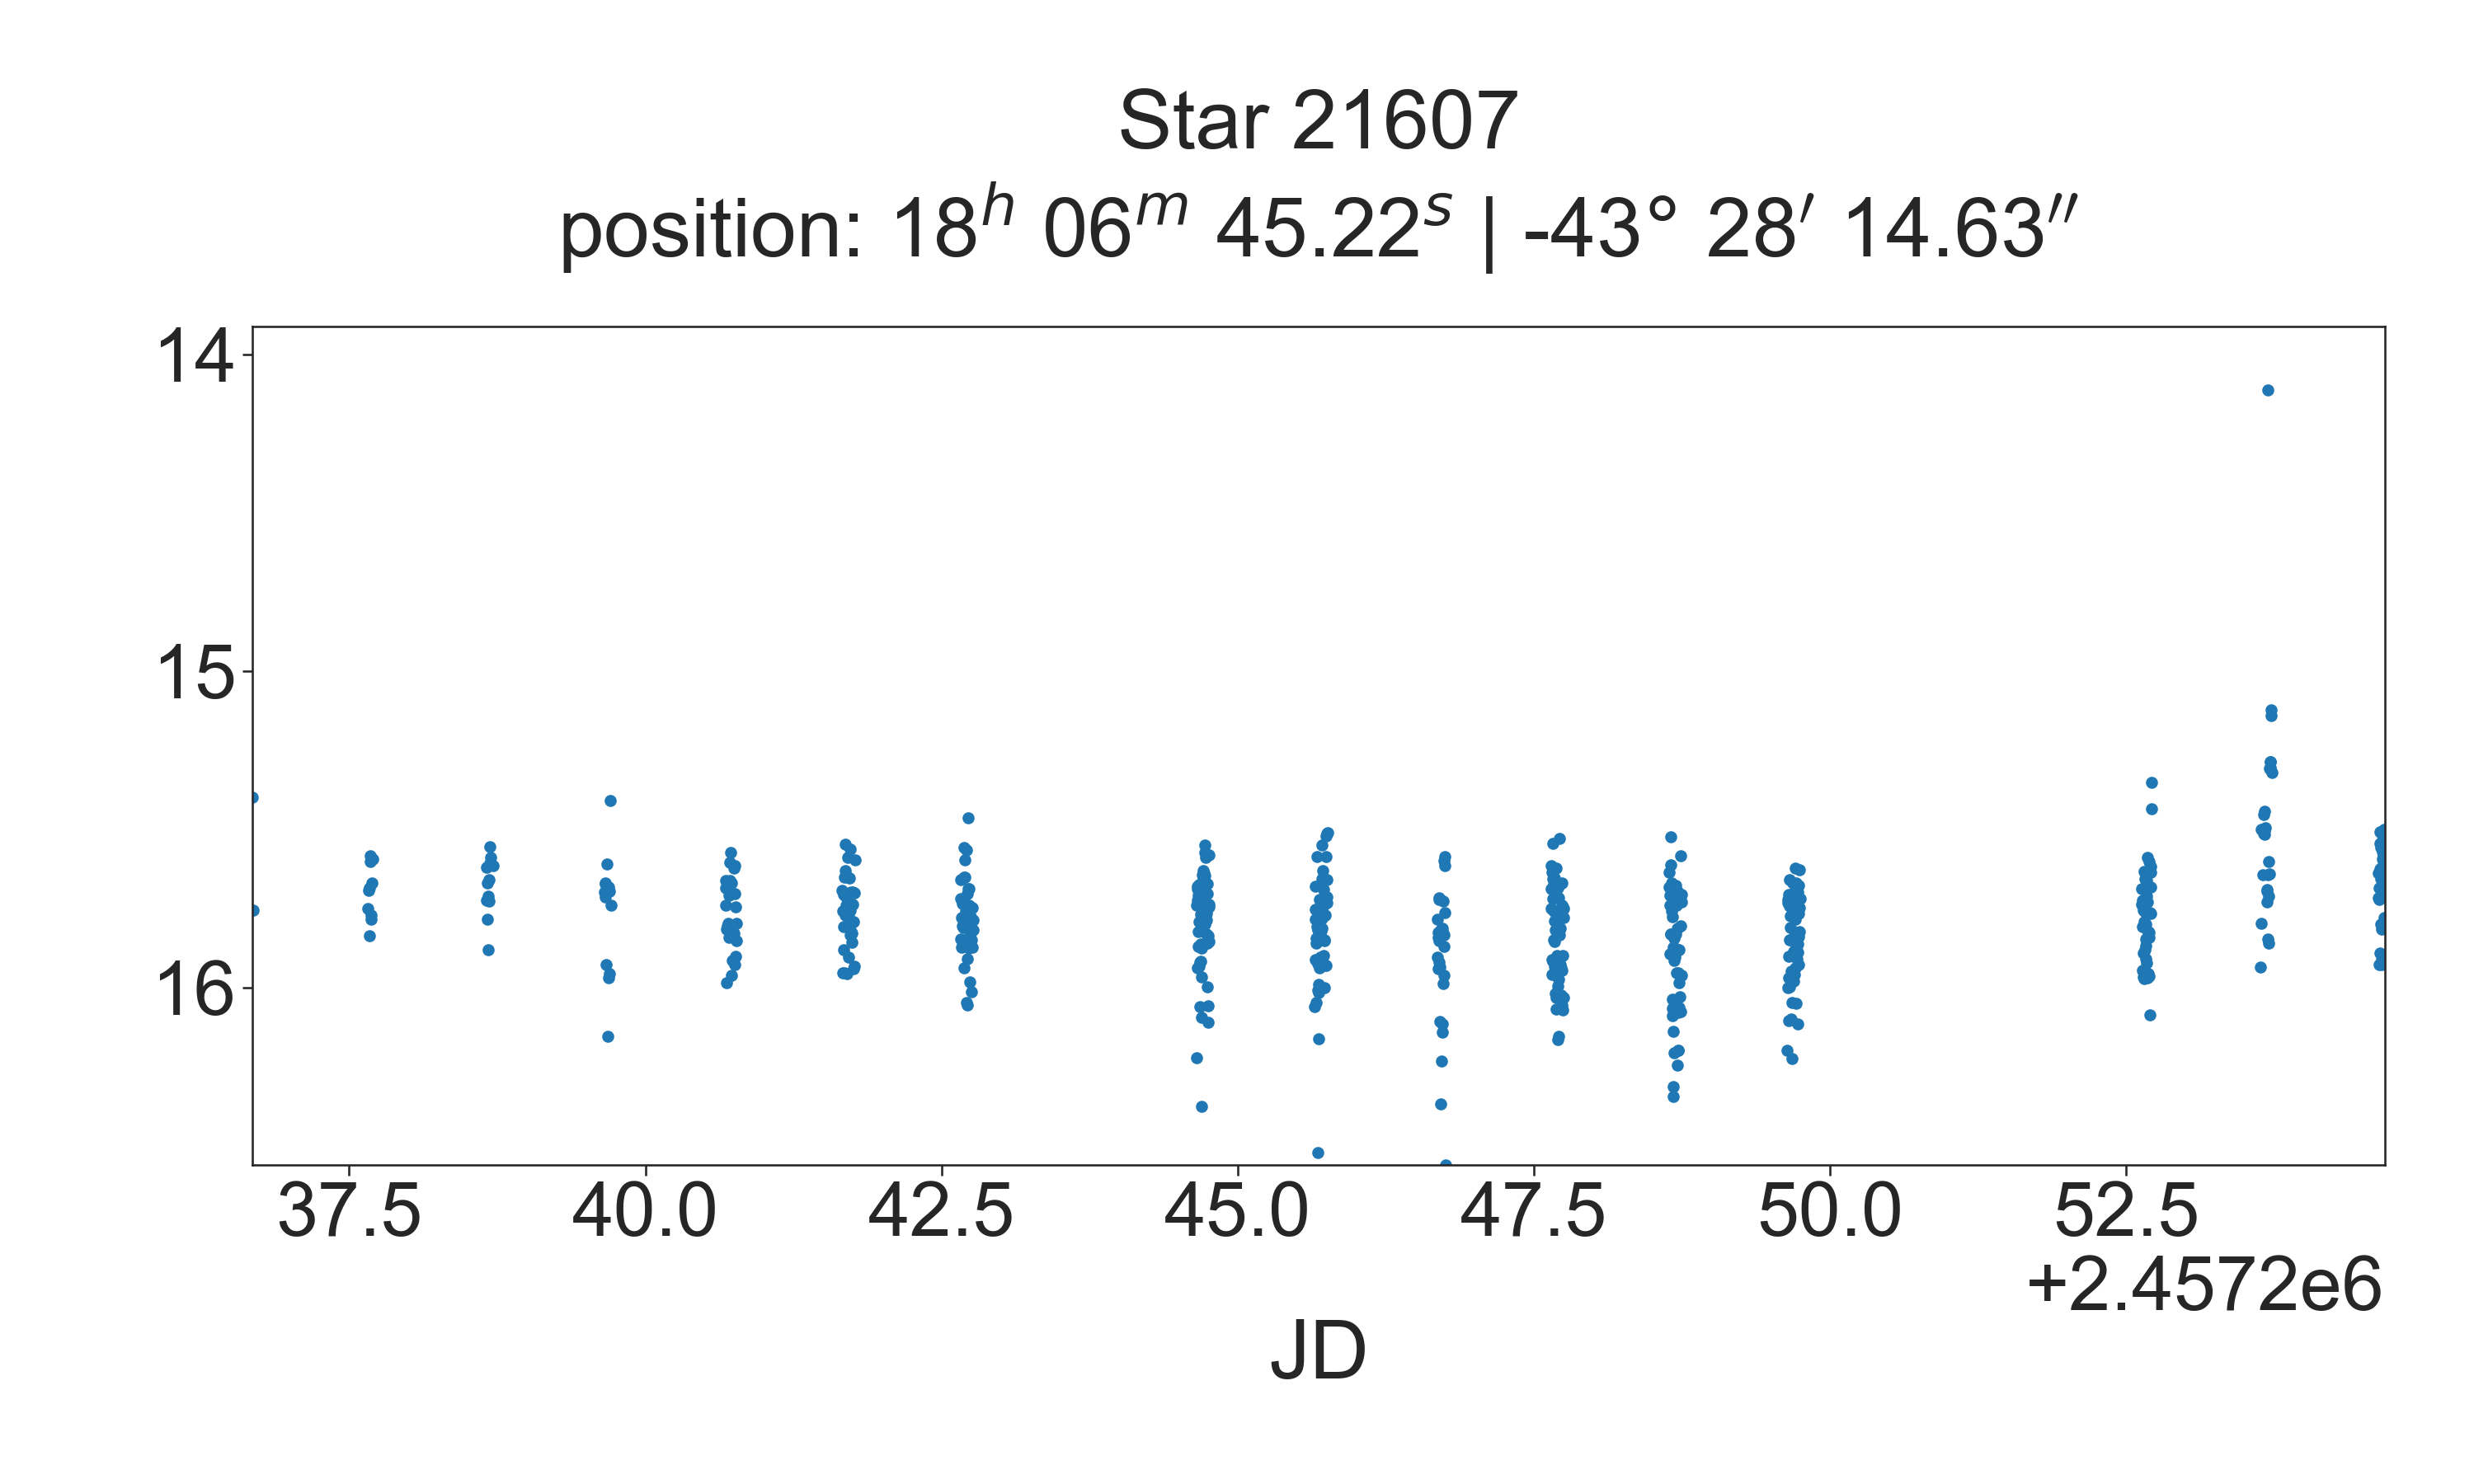 Star 21607
position: 18ʰ 06ᵐ 45.22ˢ | -43° 28′ 14.63″
14
15
16
37.5 40.0 42.5 45.0 47.5 50.0 52.5
+2.4572e6
JD